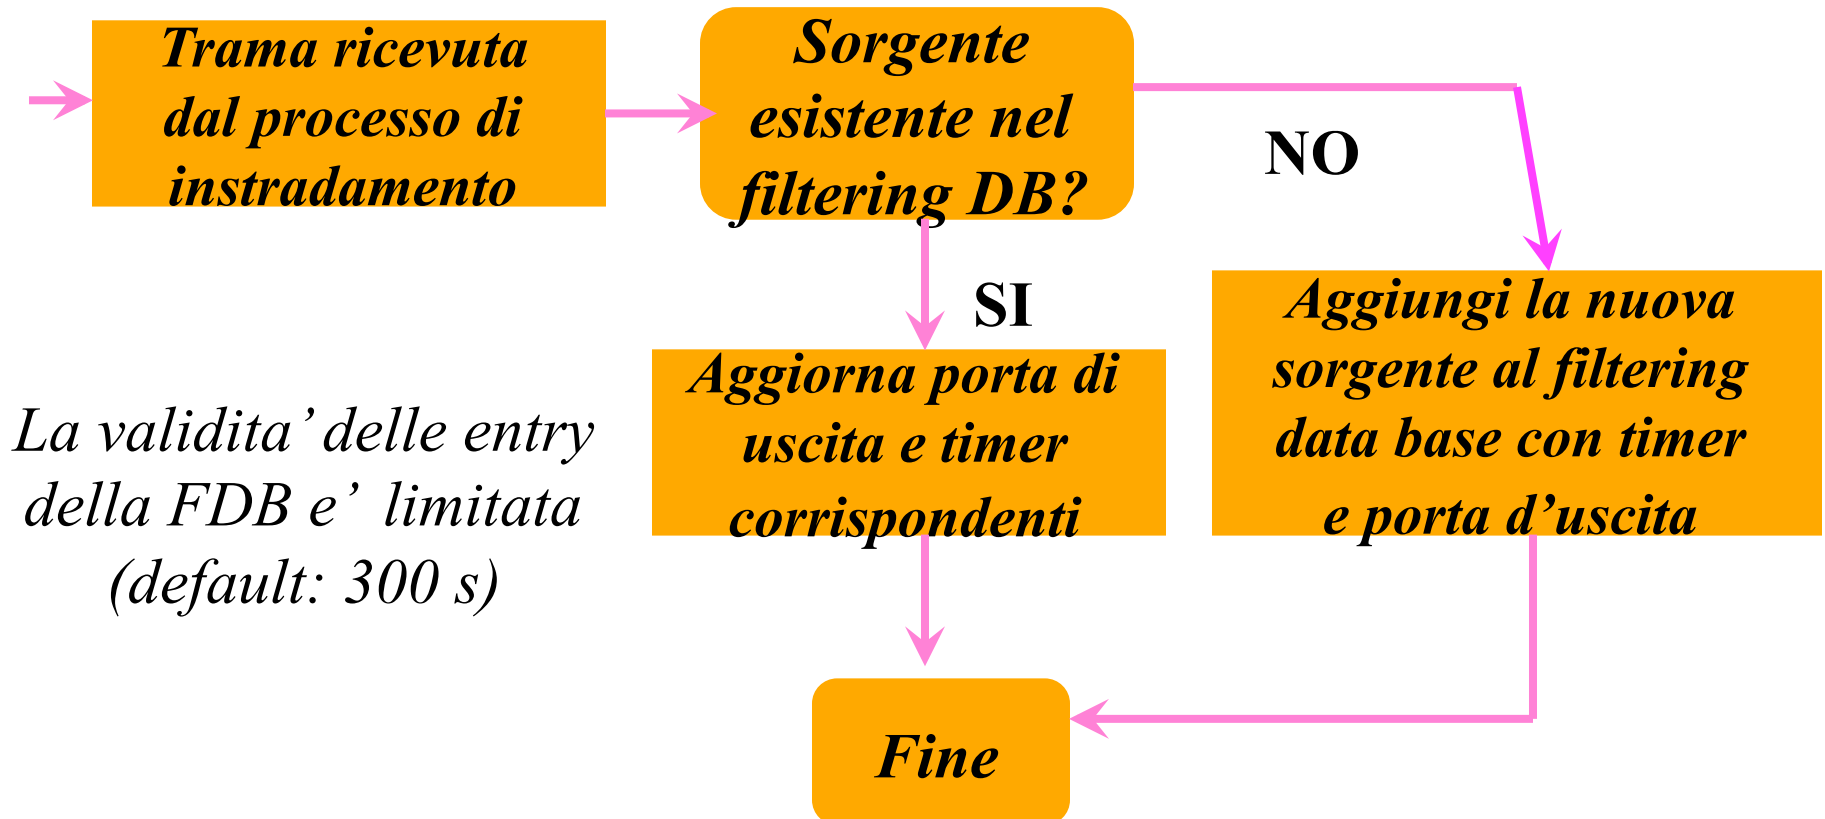 Trama ricevuta
dal processo di
instradamento
Sorgente
esistente nel
filtering DB?
NO
SI
Aggiungi la nuova
sorgente al filtering
data base con timer
e porta d’uscita
Aggiorna porta di
uscita e timer
corrispondenti
La validita’ delle entry
della FDB e’ limitata
(default: 300 s)
Fine